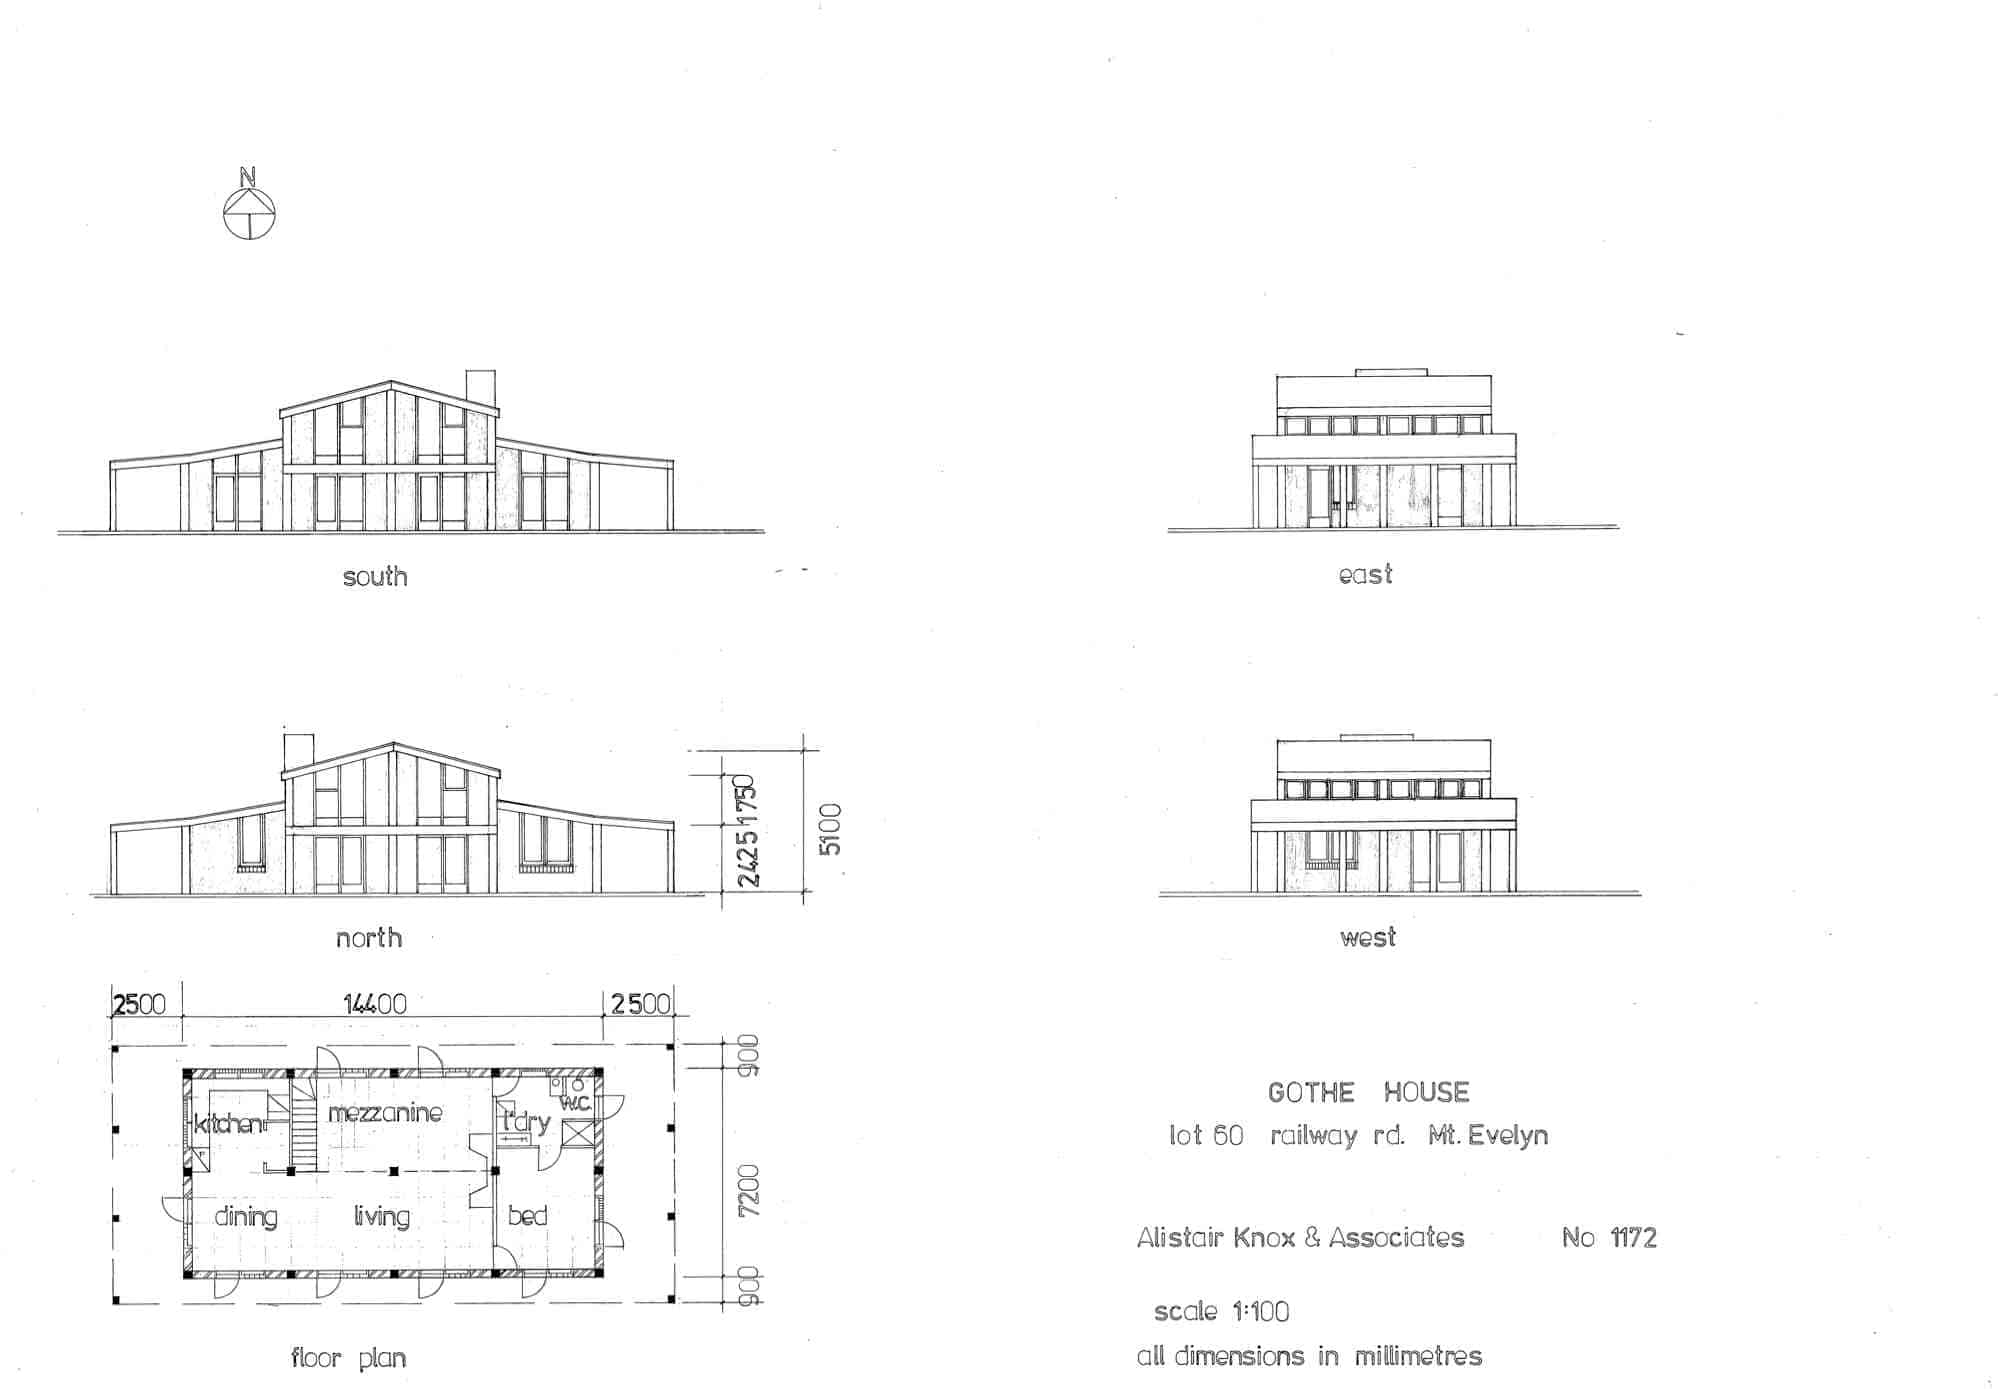 N
south
east
1750
2425
5100
north
west
2500
14400
2500
900
7200
900
kitchen
mezzanine
W.C.
l'dry
r
dining
living
bed
floor plan
GOTHE HOUSE
lot 60 railway rd. Mt. Evelyn
Alistair Knox & Associates No 1172
scale 1:100
all dimensions in millimetres